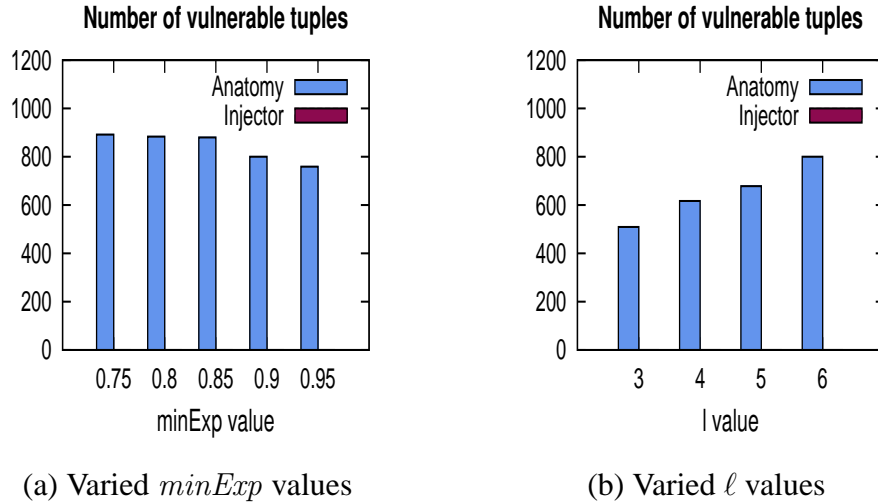 Number of vulnerable tuples
1200
1000
800
600
400
200
0
Anatomy
Injector
0.75 0.8 0.85 0.9 0.95
minExp value
(a) Varied minExp values
Number of vulnerable tuples
1200
1000
800
600
400
200
0
Anatomy
Injector
3 4 5 6
l value
(b) Varied ℓ values